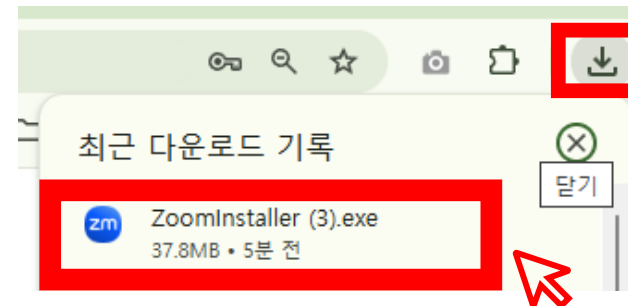 최근 다운로드 기록
닫기
zm
ZoomInstaller (3).exe
37.8MB • 5분 전